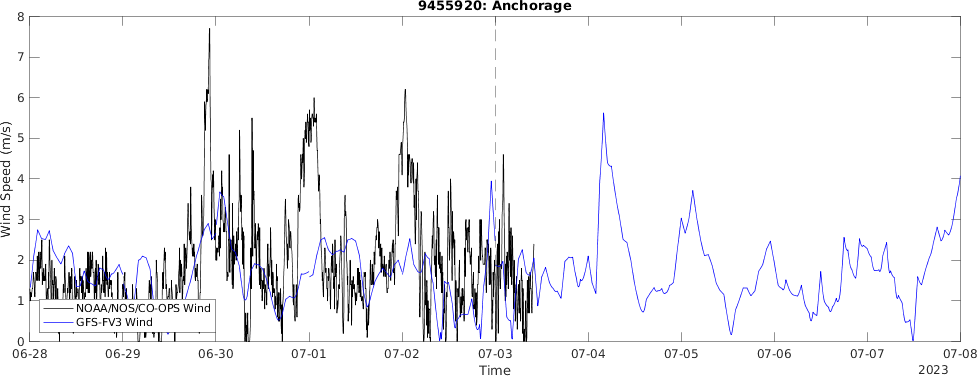 9455920: Anchorage
Wind Speed (m/s)
8
7
6
5
4
3
2
1
0
NOAA/NOS/CO-OPS Wind
GFS-FV3 Wind
06-28 06-29 06-30 07-01 07-02 07-03 07-04 07-05 07-06 07-07 07-08
Time
2023